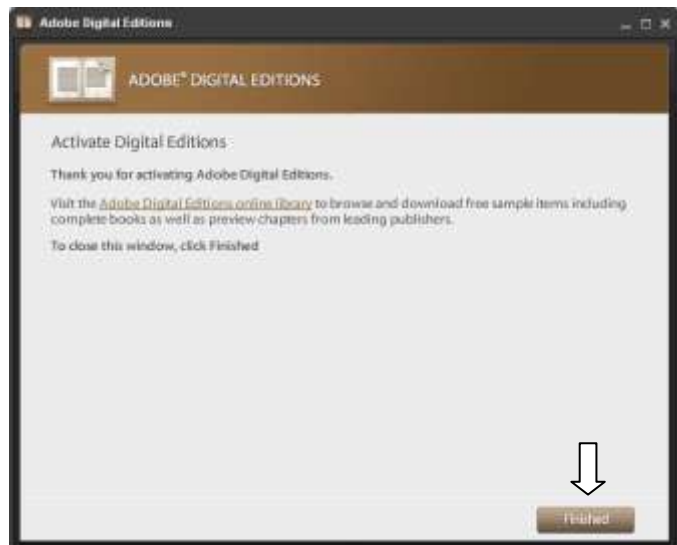 Adobe Digital Editions
ADOBE® DIGITAL EDITIONS
Activate Digital Editions
Thank you for activating Adobe Digital Editions.
Visit the Adobe Digital Editions online library to browse and download free sample items including
complete books as well as preview chapters from leading publishers.
To close this window, click Finished
Finished